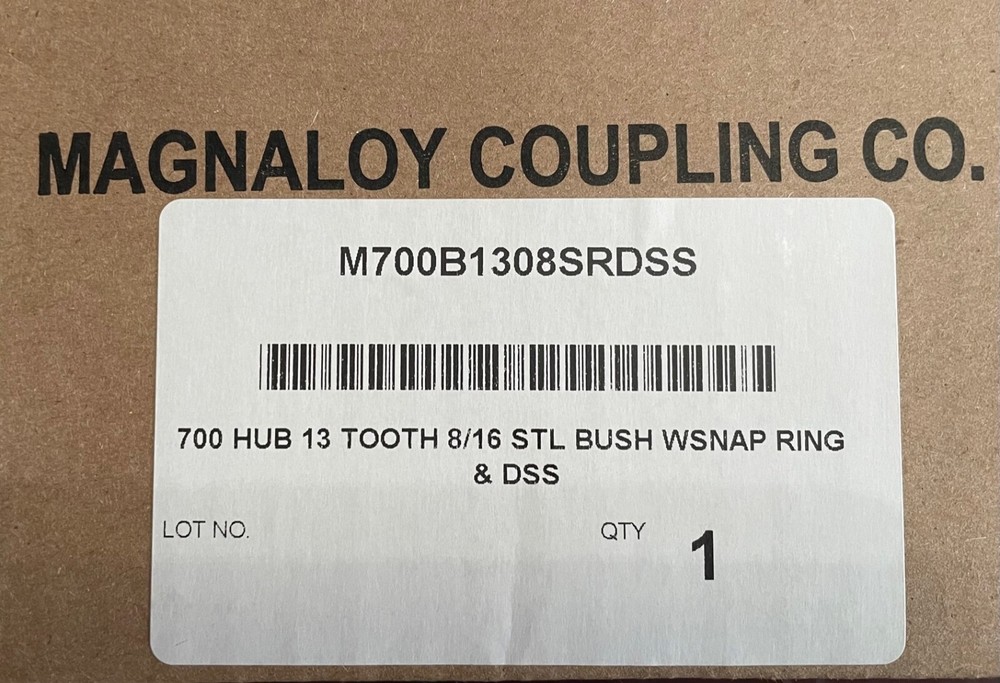 MAGNALOY COUPLING CO.
M700B1308SRDSS
700 HUB 13 TOOTH 8/16 STL BUSH WSNAP RING
& DSS
LOT NO. QTY 1